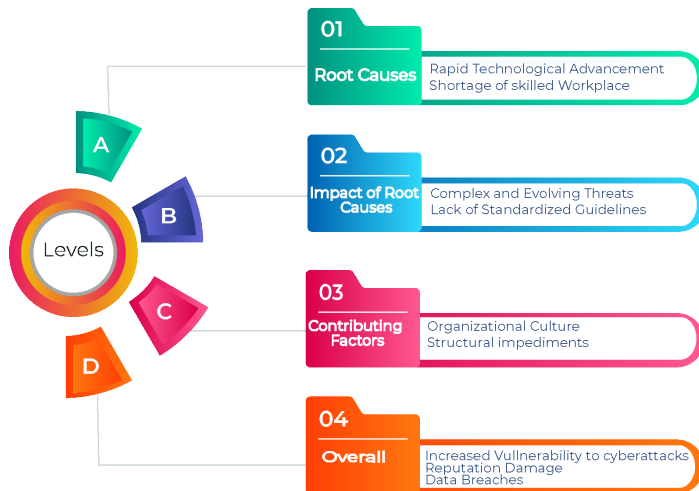 Levels
A
B
C
D
01
Root Causes
Rapid Technological Advancement
Shortage of skilled Workplace
02
Impact of Root
Causes
Complex and Evolving Threats
Lack of Standardized Guidelines
03
Contributing
Factors
Organizational Culture
Structural impediments
04
Overall
Increased Vullnerability to cyberattacks
Reputation Damage
Data Breaches